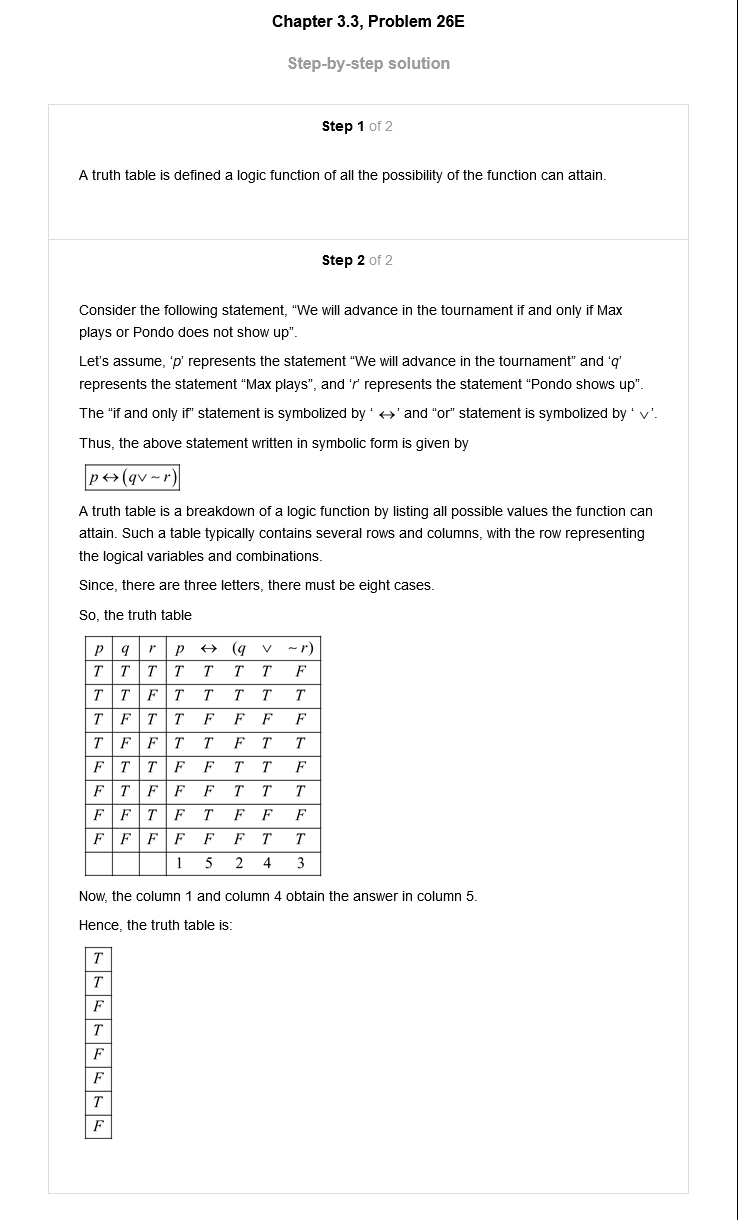 Chapter 3.3, Problem 26E
Step-by-step solution
Step 1 of 2
A truth table is defined a logic function of all the possibility of the function can attain.
Step 2 of 2
Consider the following statement, “We will advance in the tournament if and only if Max
plays or Pondo does not show up”.
Let’s assume, ‘p’ represents the statement “We will advance in the tournament” and ‘q’
represents the statement “Max plays”, and ‘r’ represents the statement “Pondo shows up”.
The “if and only if” statement is symbolized by ‘ ↔ ’ and “or” statement is symbolized by ‘ ∨ ’.
Thus, the above statement written in symbolic form is given by
p ↔ (q ∨ ~ r)
A truth table is a breakdown of a logic function by listing all possible values the function can
attain. Such a table typically contains several rows and columns, with the row representing
the logical variables and combinations.
Since, there are three letters, there must be eight cases.
So, the truth table
p q r p ↔ (q ∨ ~ r)
T T T T T T T F
T T F T T T T T
T F T T F F F F
T F F T T F T T
F T T F F T T F
F T F F F T T T
F F T F T F F F
F F F F F F T T
1 5 2 4 3
Now, the column 1 and column 4 obtain the answer in column 5.
Hence, the truth table is:
T
T
F
T
F
F
T
F